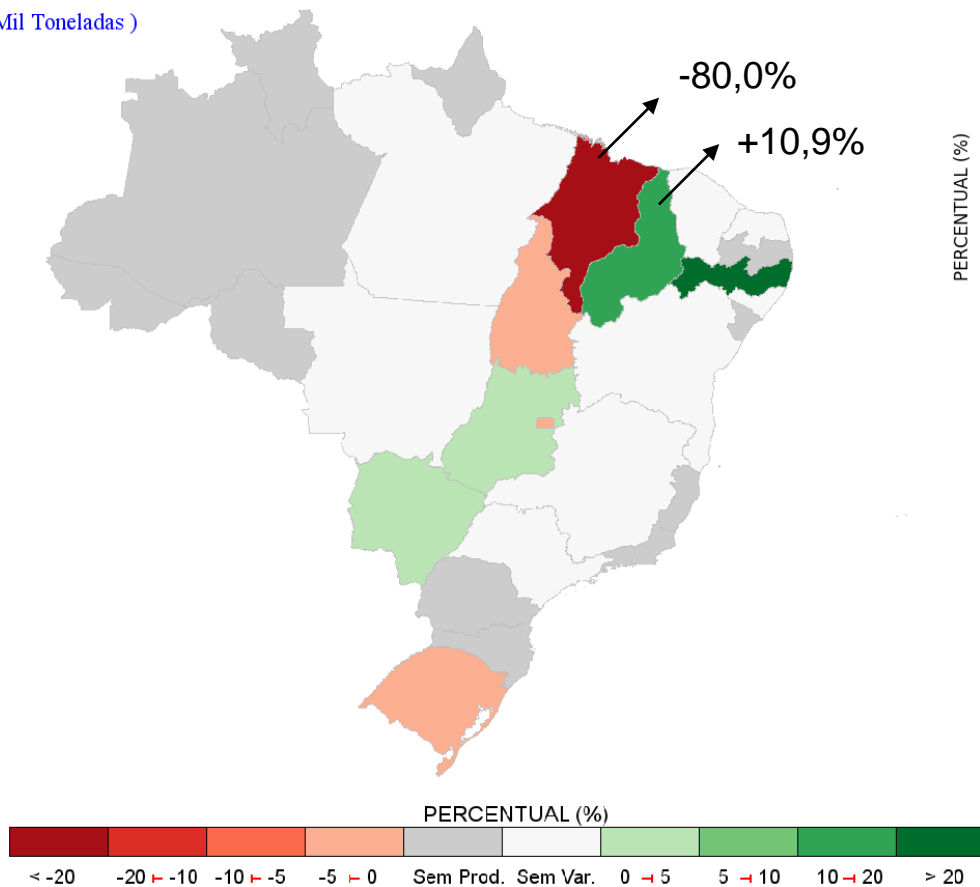 Mil Toneladas )
-80,0%
+10,9%
PERCENTUAL (%)
PERCENTUAL (%)
< -20 -20 ⊢ -10 -10 ⊢ -5 -5 ⊢ 0 Sem Prod. Sem Var. 0 ⊣ 5 5 ⊣ 10 10 ⊣ 20 > 20